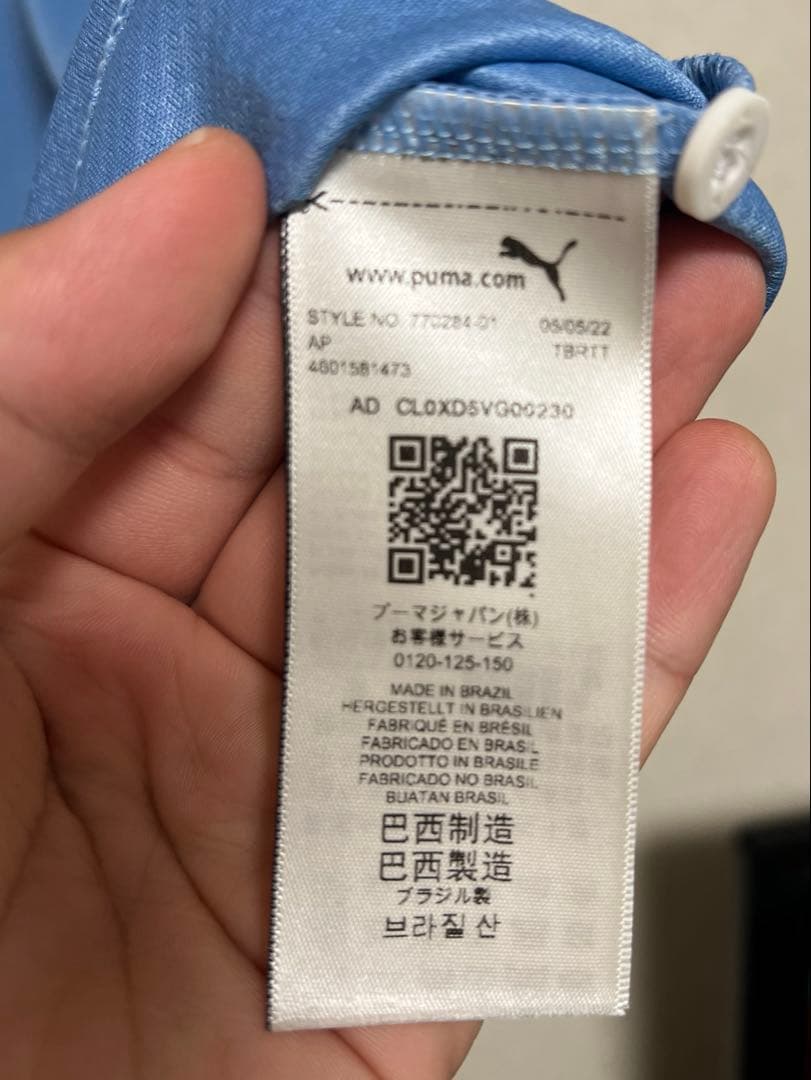 www.puma.com
STYLE NO 770284-01 05/05/22
AP TBRTT
4601581473
AD CL0XD5VG00230
プーマジャパン(株)
お客様サービス
0120-125-150
MADE IN BRAZIL
HERGESTELLT IN BRASILIEN
FABRIQUÉ EN BRÉSIL
FABRICADO EN BRASIL
PRODOTTO IN BRASILE
FABRICADO NO BRASIL
BUATAN BRASIL
巴西制造
巴西製造
ブラジル製
브라질 산